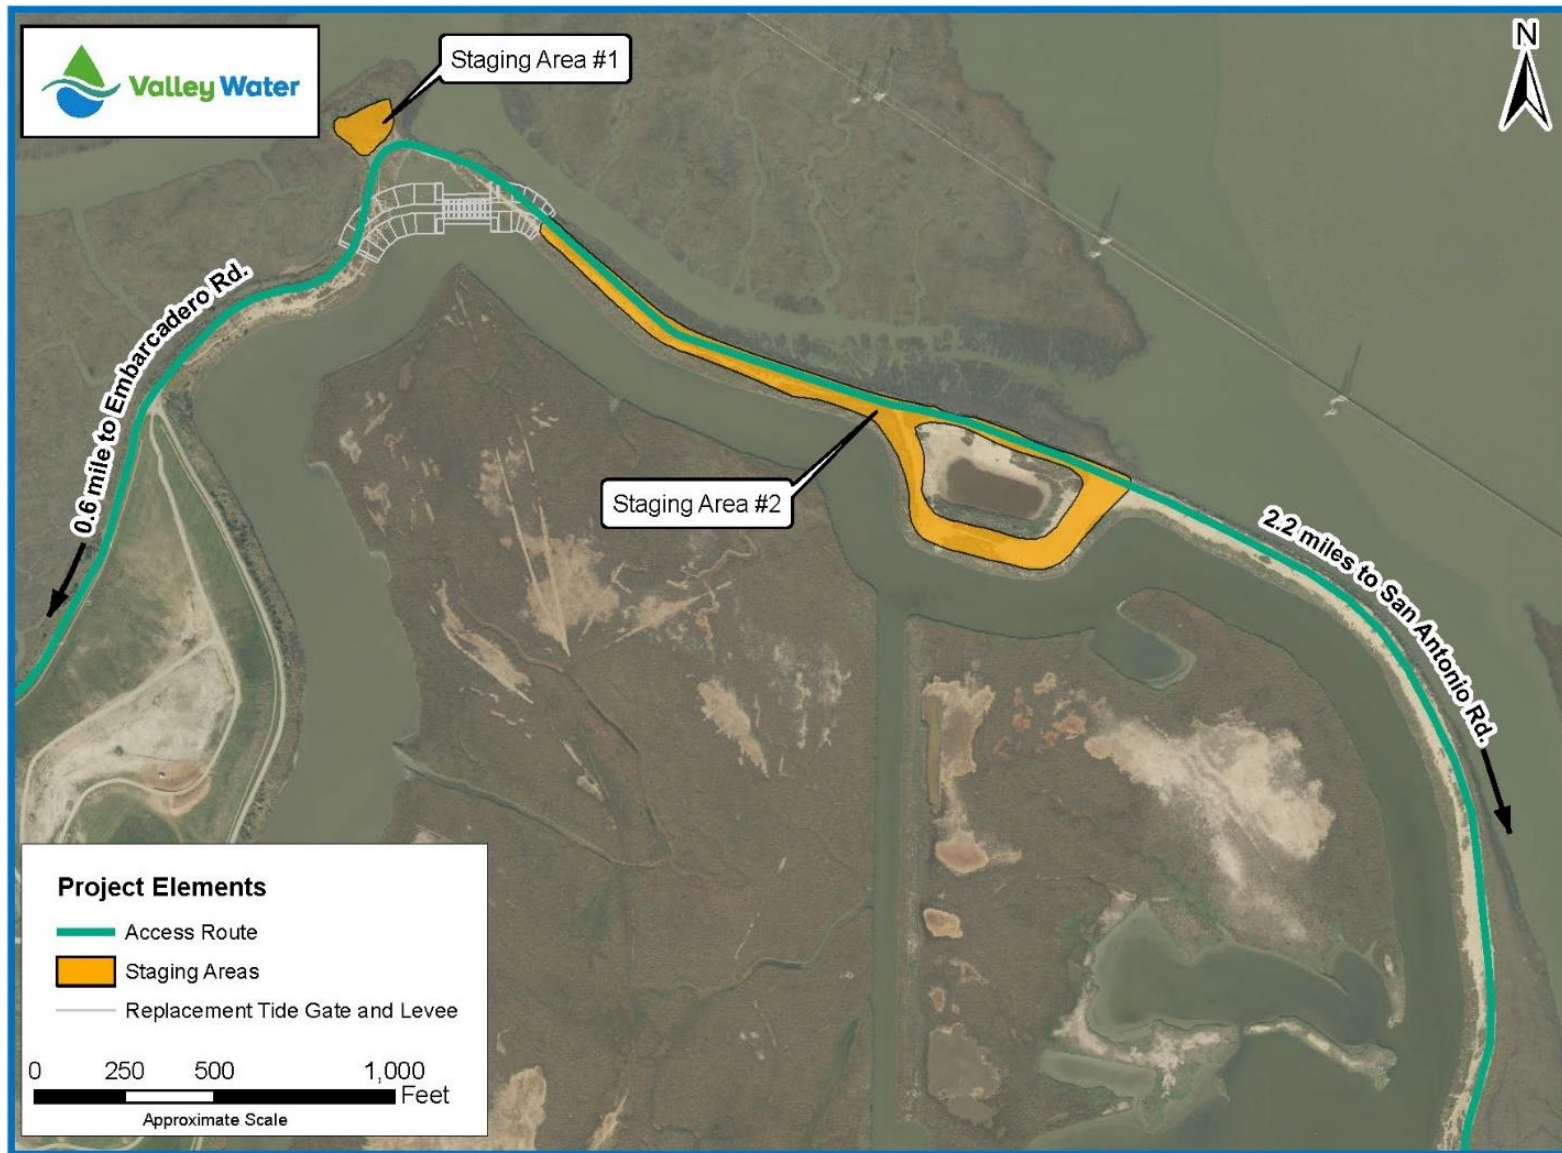 Valley Water
Staging Area #1
N
0.6 mile to Embarcadero Rd.
Staging Area #2
2.2 miles to San Antonio Rd.
Project Elements
Access Route
Staging Areas
Replacement Tide Gate and Levee
0 250 500 1,000
Feet
Approximate Scale